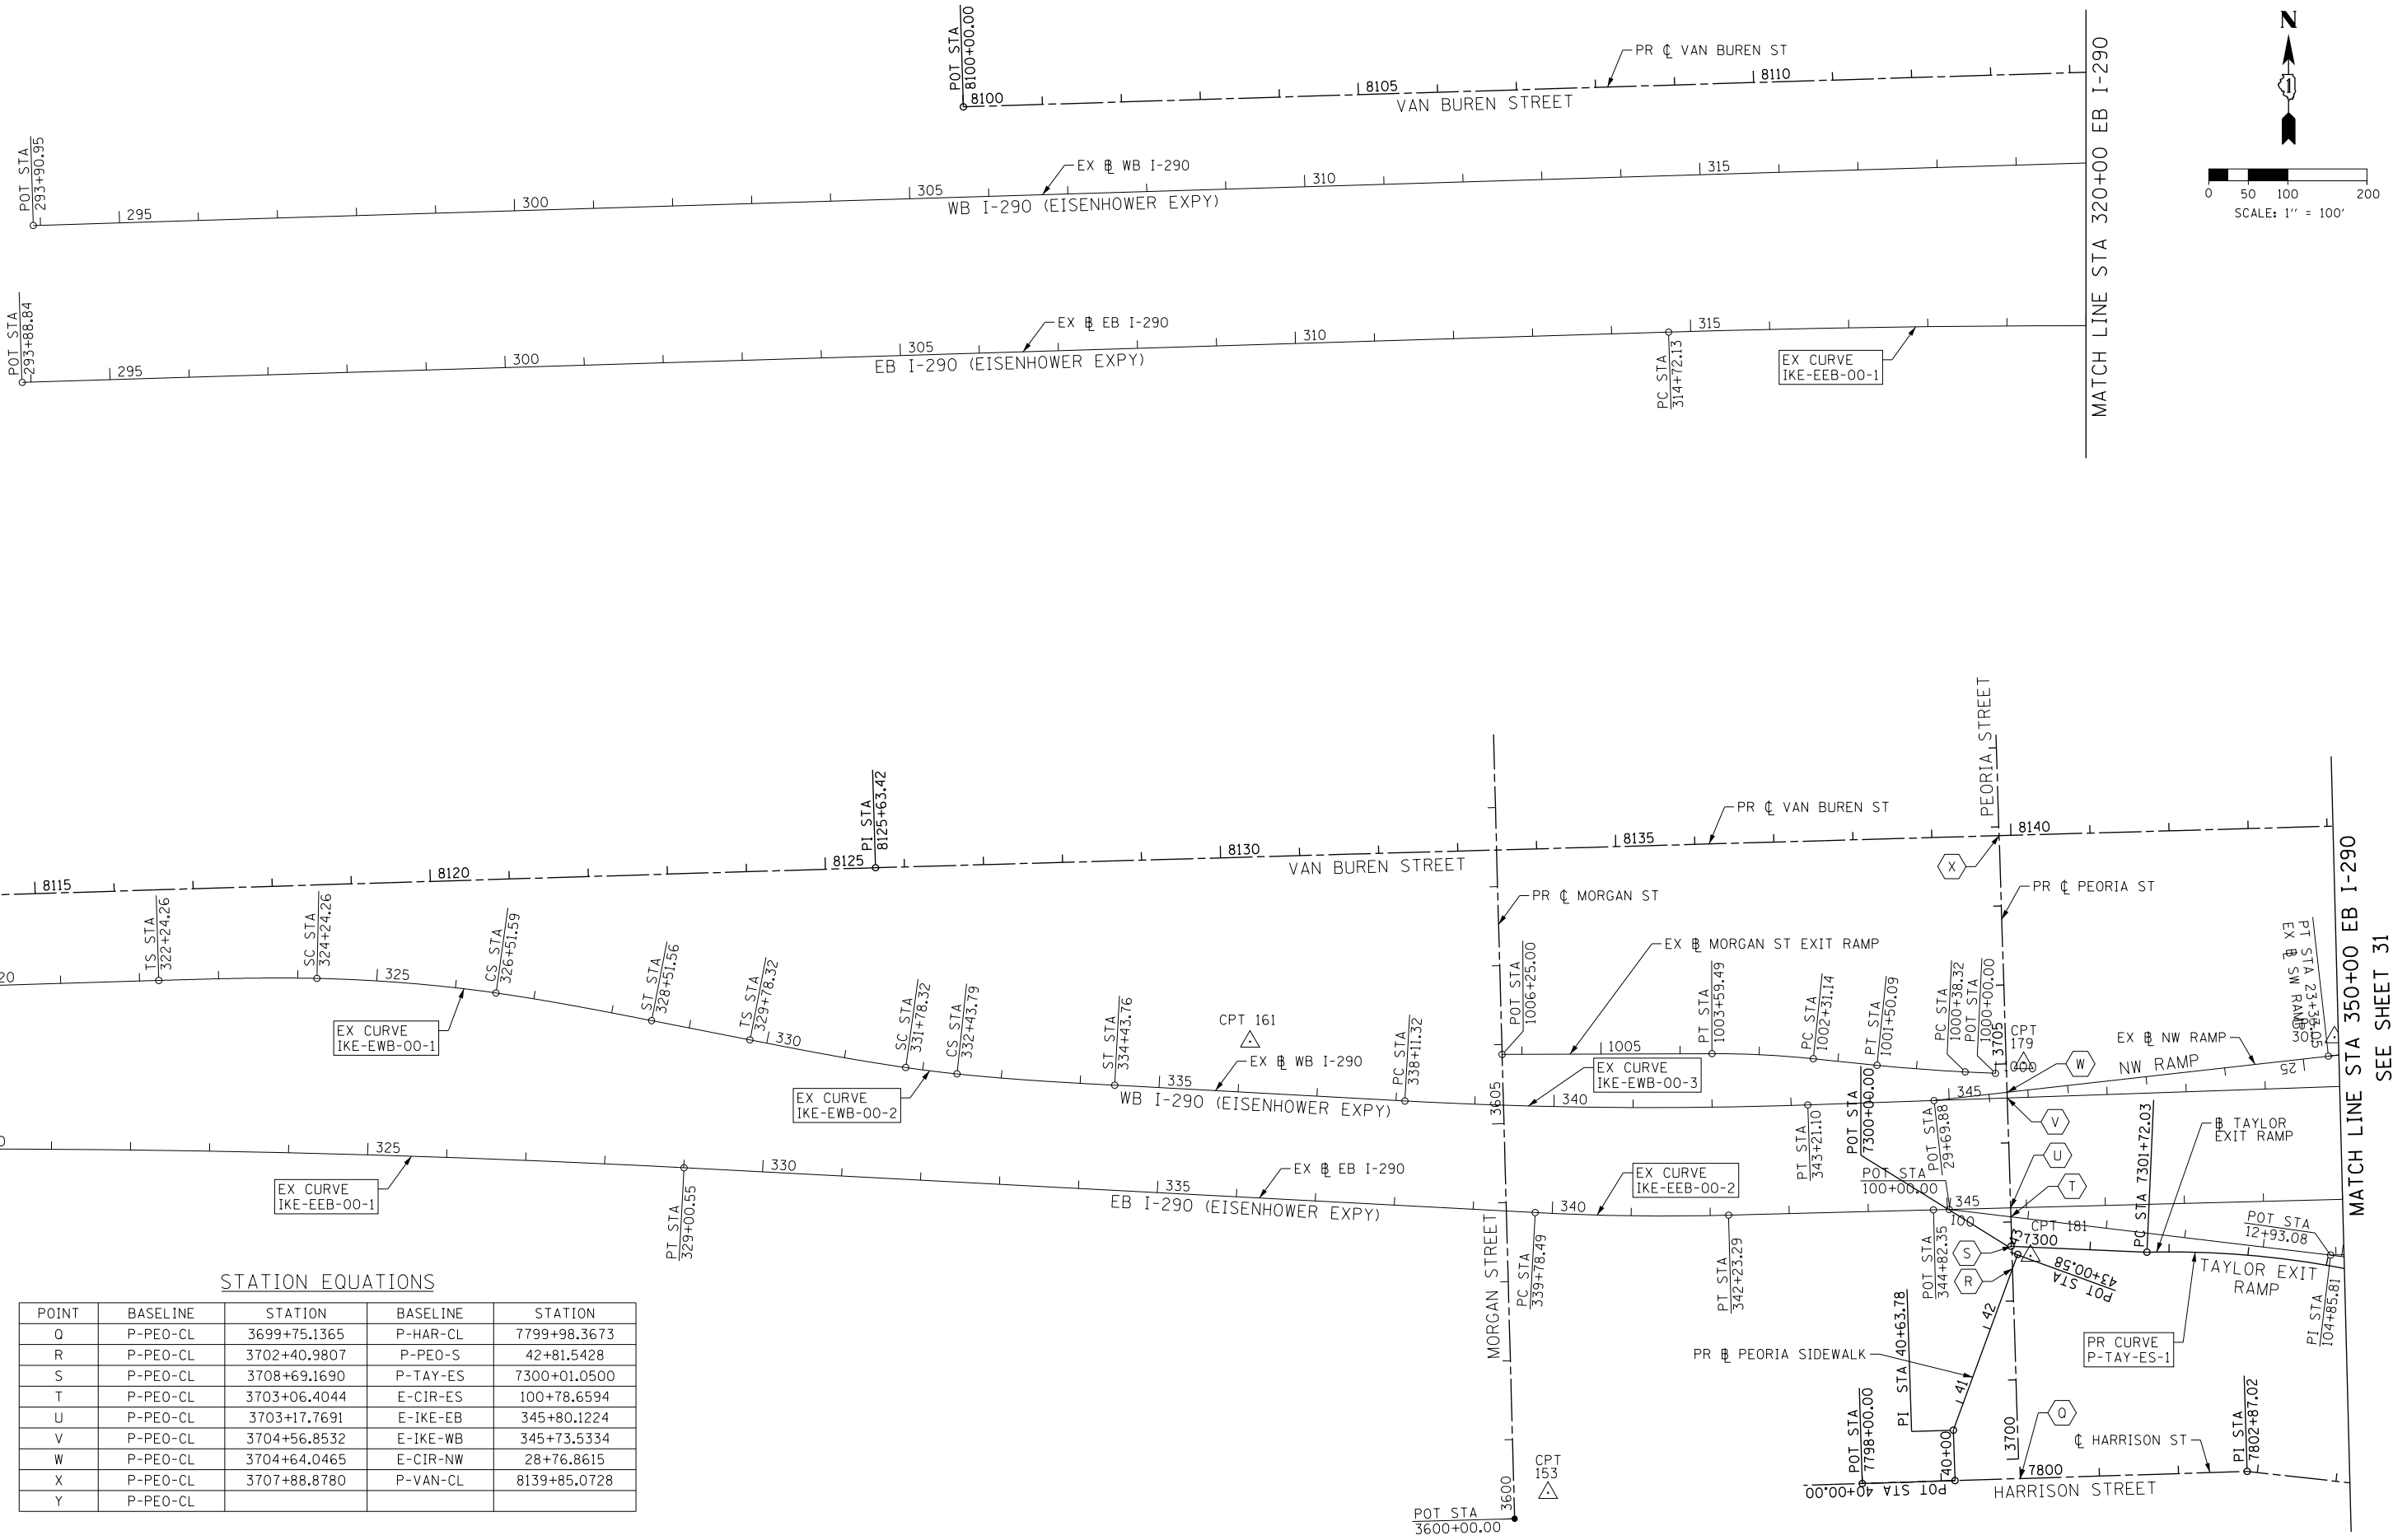 POT STA
8100+00.00
8100
8105
8110
PR ℄ VAN BUREN ST
VAN BUREN STREET
N
1
0 50 100 200
SCALE: 1'' = 100'
POT STA
293+90.95
295
300
305
310
315
EX B̲L WB I-290
WB I-290 (EISENHOWER EXPY)
POT STA
293+88.84
295
300
305
310
315
EX B̲L EB I-290
EB I-290 (EISENHOWER EXPY)
PC STA
314+72.13
EX CURVE
IKE-EEB-00-1
MATCH LINE STA 320+00 EB I-290
8115
8120
8125
8130
8135
8140
PI STA
8125+63.42
VAN BUREN STREET
PR ℄ VAN BUREN ST
PEORIA STREET
X
PR ℄ MORGAN ST
PR ℄ PEORIA ST
20
TS STA
322+24.26
SC STA
324+24.26
325
CS STA
326+51.59
EX CURVE
IKE-EWB-00-1
ST STA
328+51.56
TS STA
329+78.32
330
SC STA
331+78.32
CS STA
332+43.79
EX CURVE
IKE-EWB-00-2
ST STA
334+43.76
335
CPT 161
EX B̲L WB I-290
WB I-290 (EISENHOWER EXPY)
PC STA
338+11.32
3605
340
POT STA
1006+25.00
1005
EX B̲L MORGAN ST EXIT RAMP
EX CURVE
IKE-EWB-00-3
PT STA
1003+59.49
PC STA
1002+31.14
PT STA
1001+50.09
PC STA
1000+38.32
POT STA
1000+00.00
3705
CPT
179
1000
W
EX B̲L NW RAMP
NW RAMP
25
PT STA 23+33.05
EX B̲L SW RAMP
PT STA
343+21.10
345
POT STA
29+69.88
POT STA
7300+00.00
V
U
T
B̲L TAYLOR
EXIT RAMP
PC STA 7301+72.03
0
325
330
335
340
345
EX CURVE
IKE-EEB-00-1
PT STA
329+00.55
EX B̲L EB I-290
EB I-290 (EISENHOWER EXPY)
MORGAN STREET
PC STA
339+78.49
EX CURVE
IKE-EEB-00-2
PT STA
342+23.29
POT STA
100+00.00
100
POT STA
344+82.35
S
R
43
7300
CPT 181
POT STA
43+00.58
POT STA
12+93.08
TAYLOR EXIT
RAMP
PI STA
104+85.81
PR CURVE
P-TAY-ES-1
42
41
PR B̲L PEORIA SIDEWALK
PI STA 40+63.78
40+00
POT STA 40+00.00
POT STA
7798+00.00
3700
Q
7800
℄ HARRISON ST
HARRISON STREET
PI STA
7802+87.02
CPT
153
3600
POT STA
3600+00.00
MATCH LINE STA 350+00 EB I-290
SEE SHEET 31
STATION EQUATIONS
POINT BASELINE STATION BASELINE STATION
Q P-PEO-CL 3699+75.1365 P-HAR-CL 7799+98.3673
R P-PEO-CL 3702+40.9807 P-PEO-S 42+81.5428
S P-PEO-CL 3708+69.1690 P-TAY-ES 7300+01.0500
T P-PEO-CL 3703+06.4044 E-CIR-ES 100+78.6594
U P-PEO-CL 3703+17.7691 E-IKE-EB 345+80.1224
V P-PEO-CL 3704+56.8532 E-IKE-WB 345+73.5334
W P-PEO-CL 3704+64.0465 E-CIR-NW 28+76.8615
X P-PEO-CL 3707+88.8780 P-VAN-CL 8139+85.0728
Y P-PEO-CL